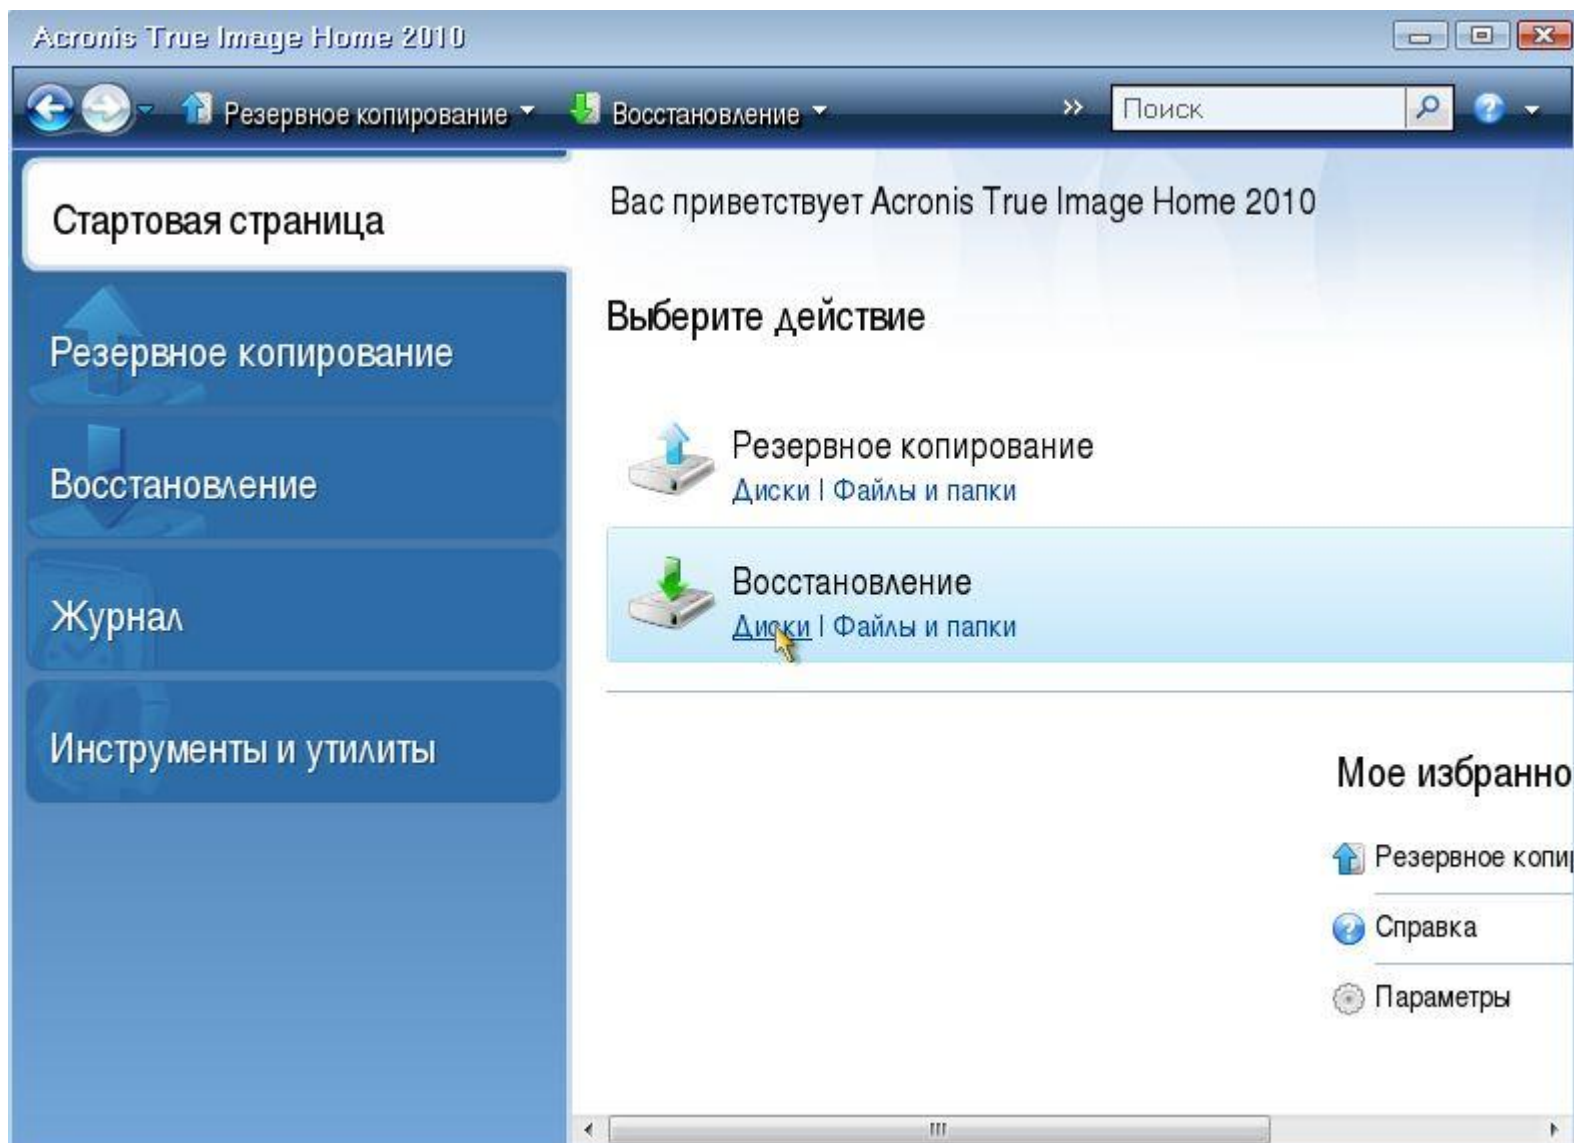 Acronis True Image Home 2010
Резервное копирование Восстановление » Поиск
Стартовая страница
Резервное копирование
Восстановление
Журнал
Инструменты и утилиты
Вас приветствует Acronis True Image Home 2010
Выберите действие
Резервное копирование
Диски | Файлы и папки
Восстановление
Диски | Файлы и папки
Мое избранно
Резервное копи
Справка
Параметры